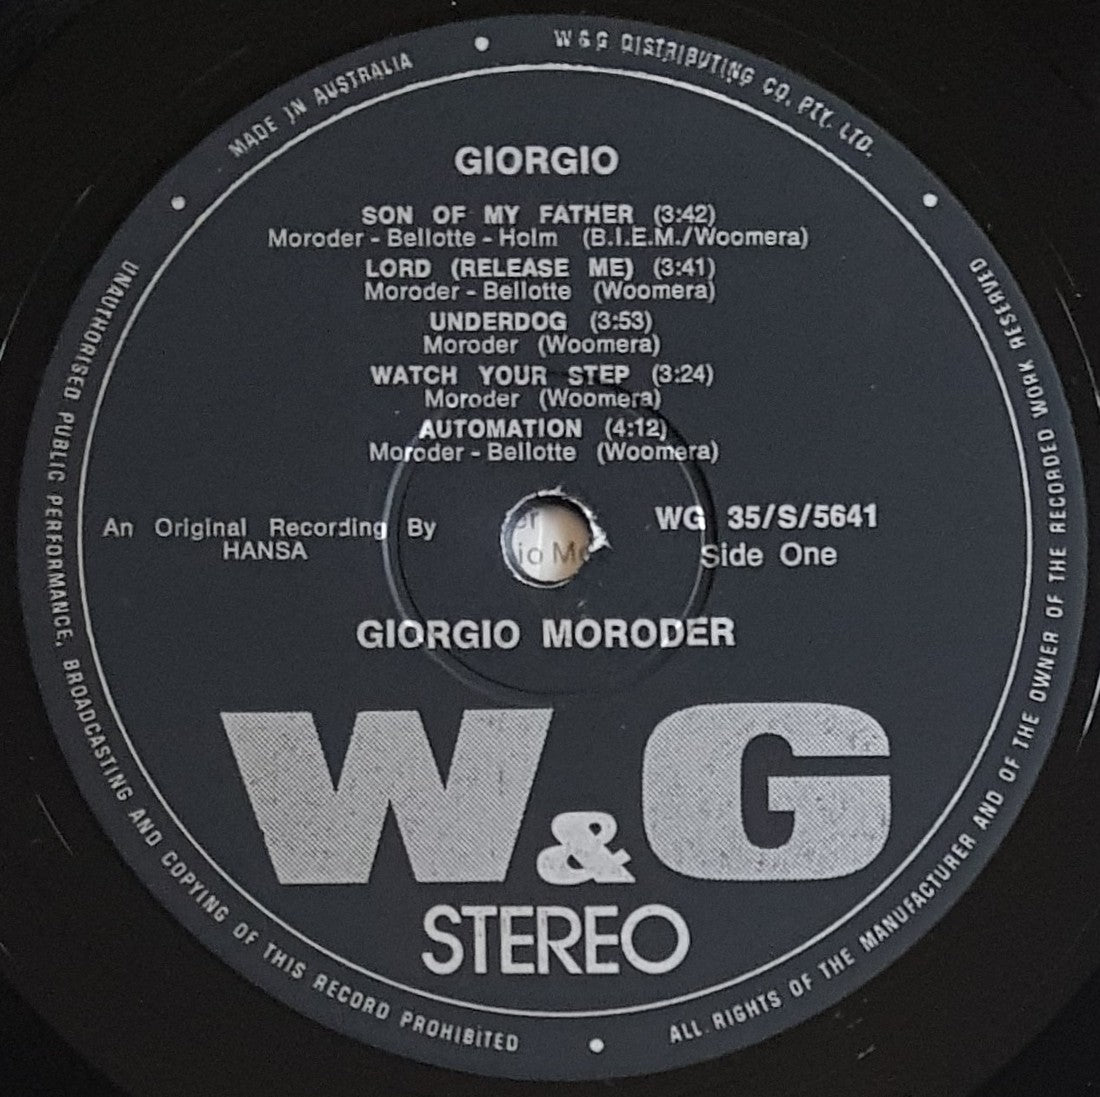 MADE IN AUSTRALIA
W&G DISTRIBUTING CO. PTY. LTD.
GIORGIO
SON OF MY FATHER (3:42)
Moroder - Bellotte - Holm (B.I.E.M./Woomera)
LORD (RELEASE ME) (3:41)
Moroder - Bellotte (Woomera)
UNDERDOG (3:53)
Moroder (Woomera)
WATCH YOUR STEP (3:24)
Moroder (Woomera)
AUTOMATION (4:12)
Moroder - Bellotte (Woomera)
An Original Recording By
HANSA
WG 35/S/5641
Side One
GIORGIO MORODER
W&G
STEREO
UNAUTHORISED PUBLIC PERFORMANCE, BROADCASTING AND COPYING OF THIS RECORD PROHIBITED
ALL RIGHTS OF THE MANUFACTURER AND OF THE OWNER OF THE RECORDED WORK RESERVED